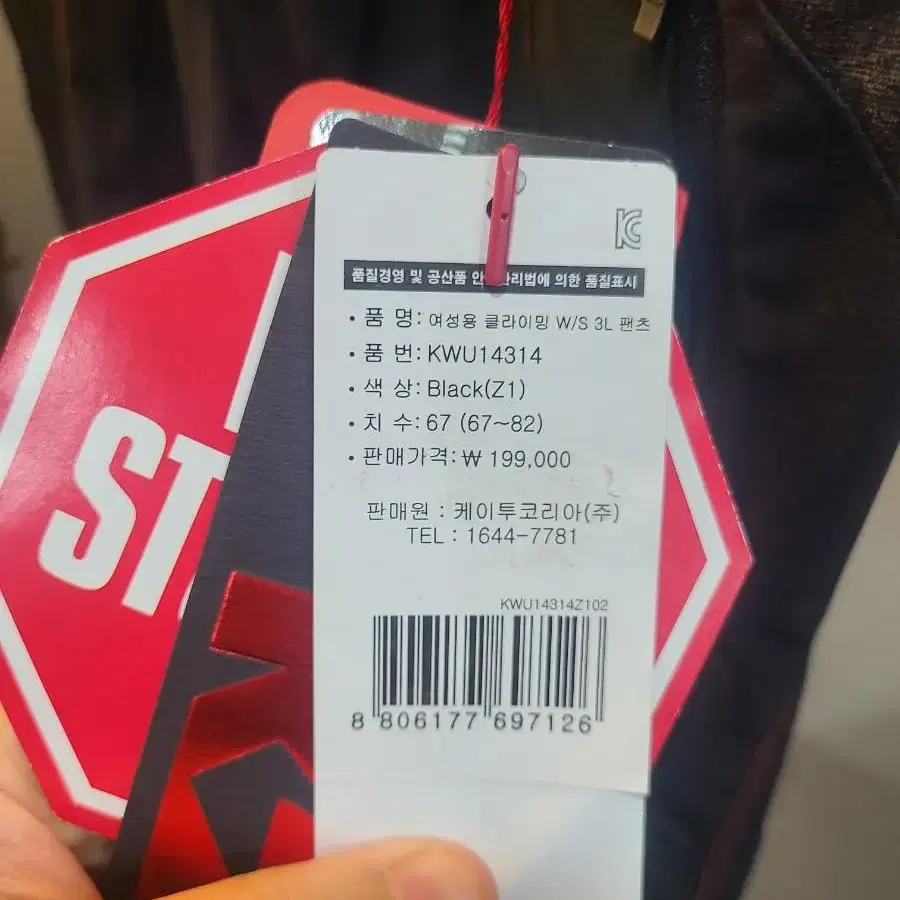 KC
품질경영 및 공산품 안전관리법에 의한 품질표시
• 품 명: 여성용 클라이밍 W/S 3L 팬츠
• 품 번: KWU14314
• 색 상: Black(Z1)
• 치 수: 67 (67~82)
• 판매가격: ₩ 199,000
판매원 : 케이투코리아(주)
TEL : 1644-7781
KWU14314Z102
8 806177 697126